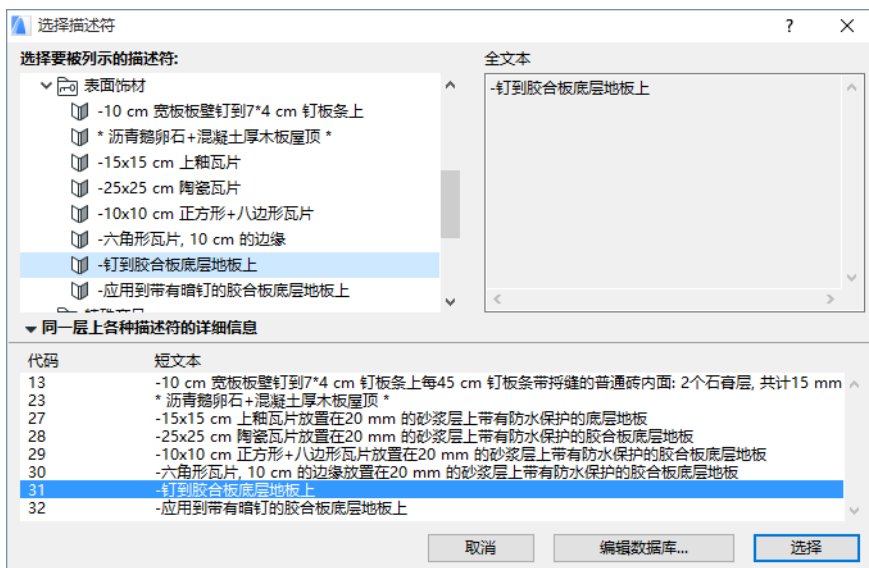 选择描述符
?
选择要被列示的描述符:
全文本
表面饰材
-10 cm 宽板板壁钉到7*4 cm 钉板条上
* 沥青鹅卵石+混凝土厚木板屋顶 *
-15x15 cm 上釉瓦片
-25x25 cm 陶瓷瓦片
-10x10 cm 正方形+八边形瓦片
-六角形瓦片, 10 cm 的边缘
-钉到胶合板底层地板上
-应用到带有暗钉的胶合板底层地板上
-钉到胶合板底层地板上
同一层上各种描述符的详细信息
代码 短文本
13 -10 cm 宽板板壁钉到7*4 cm 钉板条上每45 cm 钉板条带捋缝的普通砖内面: 2个石膏层, 共计15 mm
23 * 沥青鹅卵石+混凝土厚木板屋顶 *
27 -15x15 cm 上釉瓦片放置在20 mm 的砂浆层上带有防水保护的底层地板
28 -25x25 cm 陶瓷瓦片放置在20 mm 的砂浆层上带有防水保护的胶合板底层地板
29 -10x10 cm 正方形+八边形瓦片放置在20 mm 的砂浆层上带有防水保护的胶合板底层地板
30 -六角形瓦片, 10 cm 的边缘放置在20 mm 的砂浆层上带有防水保护的胶合板底层地板
31 -钉到胶合板底层地板上
32 -应用到带有暗钉的胶合板底层地板上
取消
编辑数据库...
选择